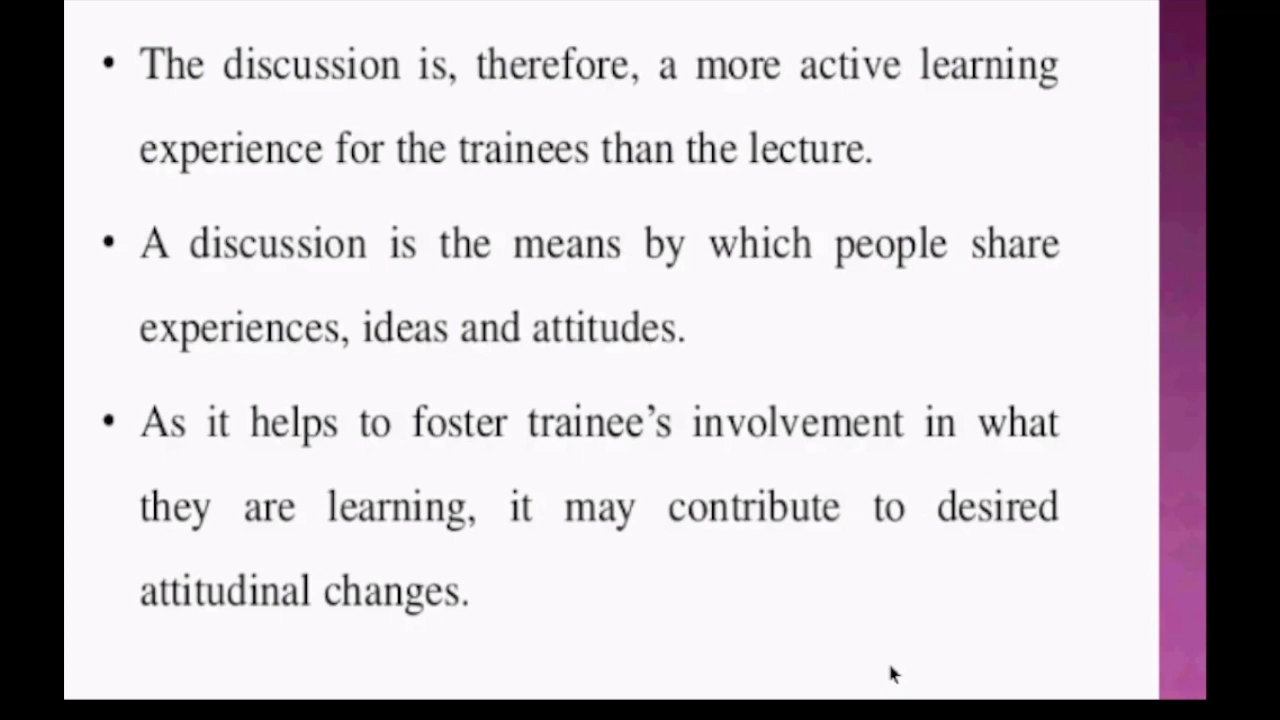 • The discussion is, therefore, a more active learning
experience for the trainees than the lecture.
• A discussion is the means by which people share
experiences, ideas and attitudes.
• As it helps to foster trainee’s involvement in what
they are learning, it may contribute to desired
attitudinal changes.